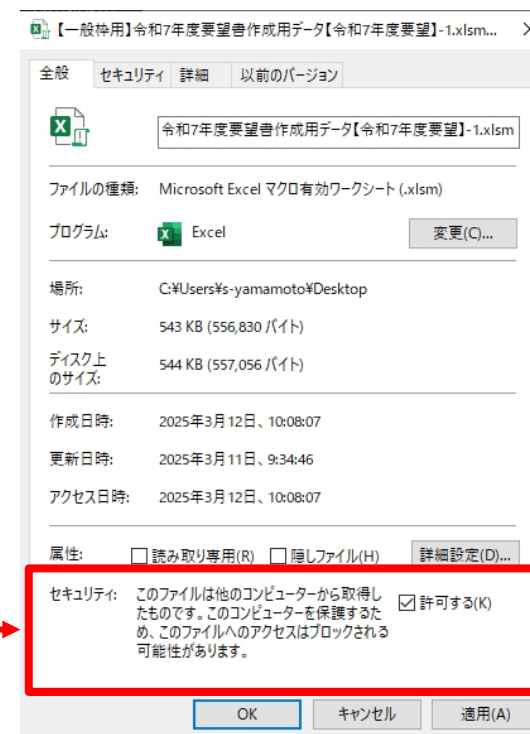 【一般枠用】令和7年度要望書作成用データ【令和7年度要望】-1.xlsm...
全般 セキュリティ 詳細 以前のバージョン
令和7年度要望書作成用データ【令和7年度要望】-1.xlsm
ファイルの種類: Microsoft Excel マクロ有効ワークシート (.xlsm)
プログラム: Excel 変更(C)...
場所: C:¥Users¥s-yamamoto¥Desktop
サイズ: 543 KB (556,830 バイト)
ディスク上
のサイズ: 544 KB (557,056 バイト)
作成日時: 2025年3月12日、10:08:07
更新日時: 2025年3月11日、9:34:46
アクセス日時: 2025年3月12日、10:08:07
属性: 読み取り専用(R) 隠しファイル(H) 詳細設定(D)...
セキュリティ: このファイルは他のコンピューターから取得し
たものです。このコンピューターを保護するた
め、このファイルへのアクセスはブロックされる
可能性があります。
許可する(K)
OK キャンセル 適用(A)